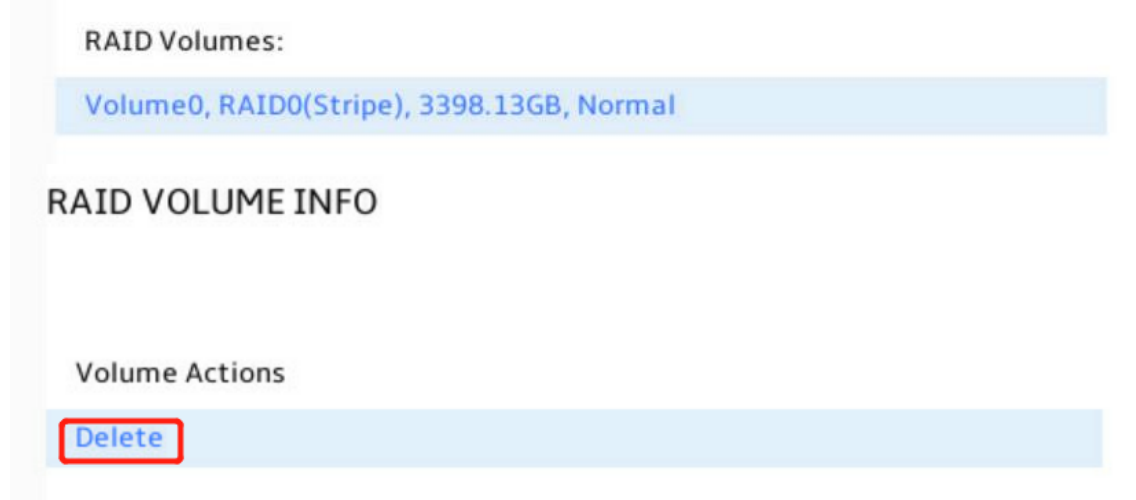 RAID Volumes:
Volume0, RAID0(Stripe), 3398.13GB, Normal
RAID VOLUME INFO
Volume Actions
Delete